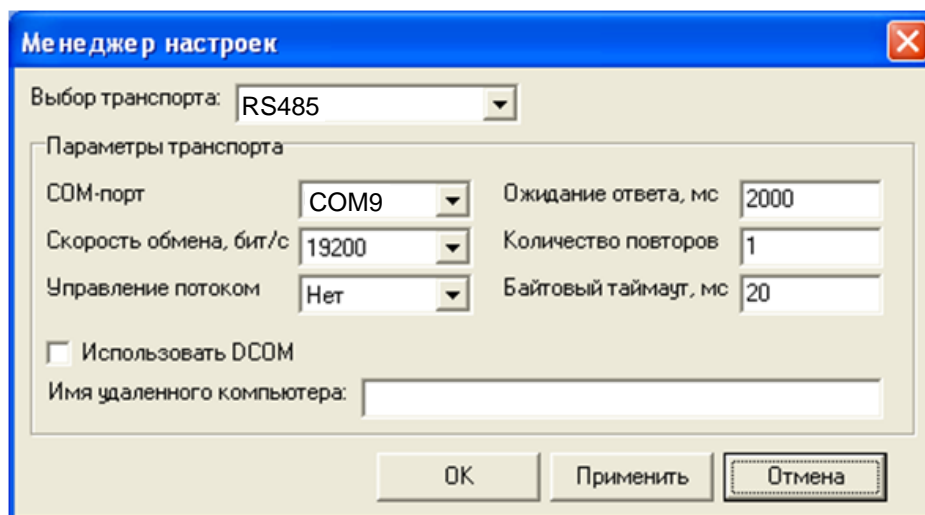 Менеджер настроек
Выбор транспорта: RS485
Параметры транспорта
COM-порт COM9 Ожидание ответа, мс 2000
Скорость обмена, бит/с 19200 Количество повторов 1
Управление потоком Нет Байтовый таймаут, мс 20
Использовать DCOM
Имя удаленного компьютера:
OK Применить Отмена